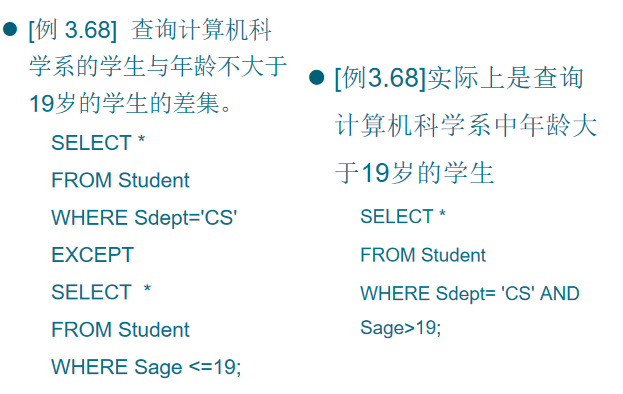 [例 3.68] 查询计算机科
学系的学生与年龄不大于
19岁的学生的差集。
SELECT *
FROM Student
WHERE Sdept='CS'
EXCEPT
SELECT *
FROM Student
WHERE Sage <=19;
[例3.68]实际上是查询
计算机科学系中年龄大
于19岁的学生
SELECT *
FROM Student
WHERE Sdept= 'CS' AND
Sage>19;